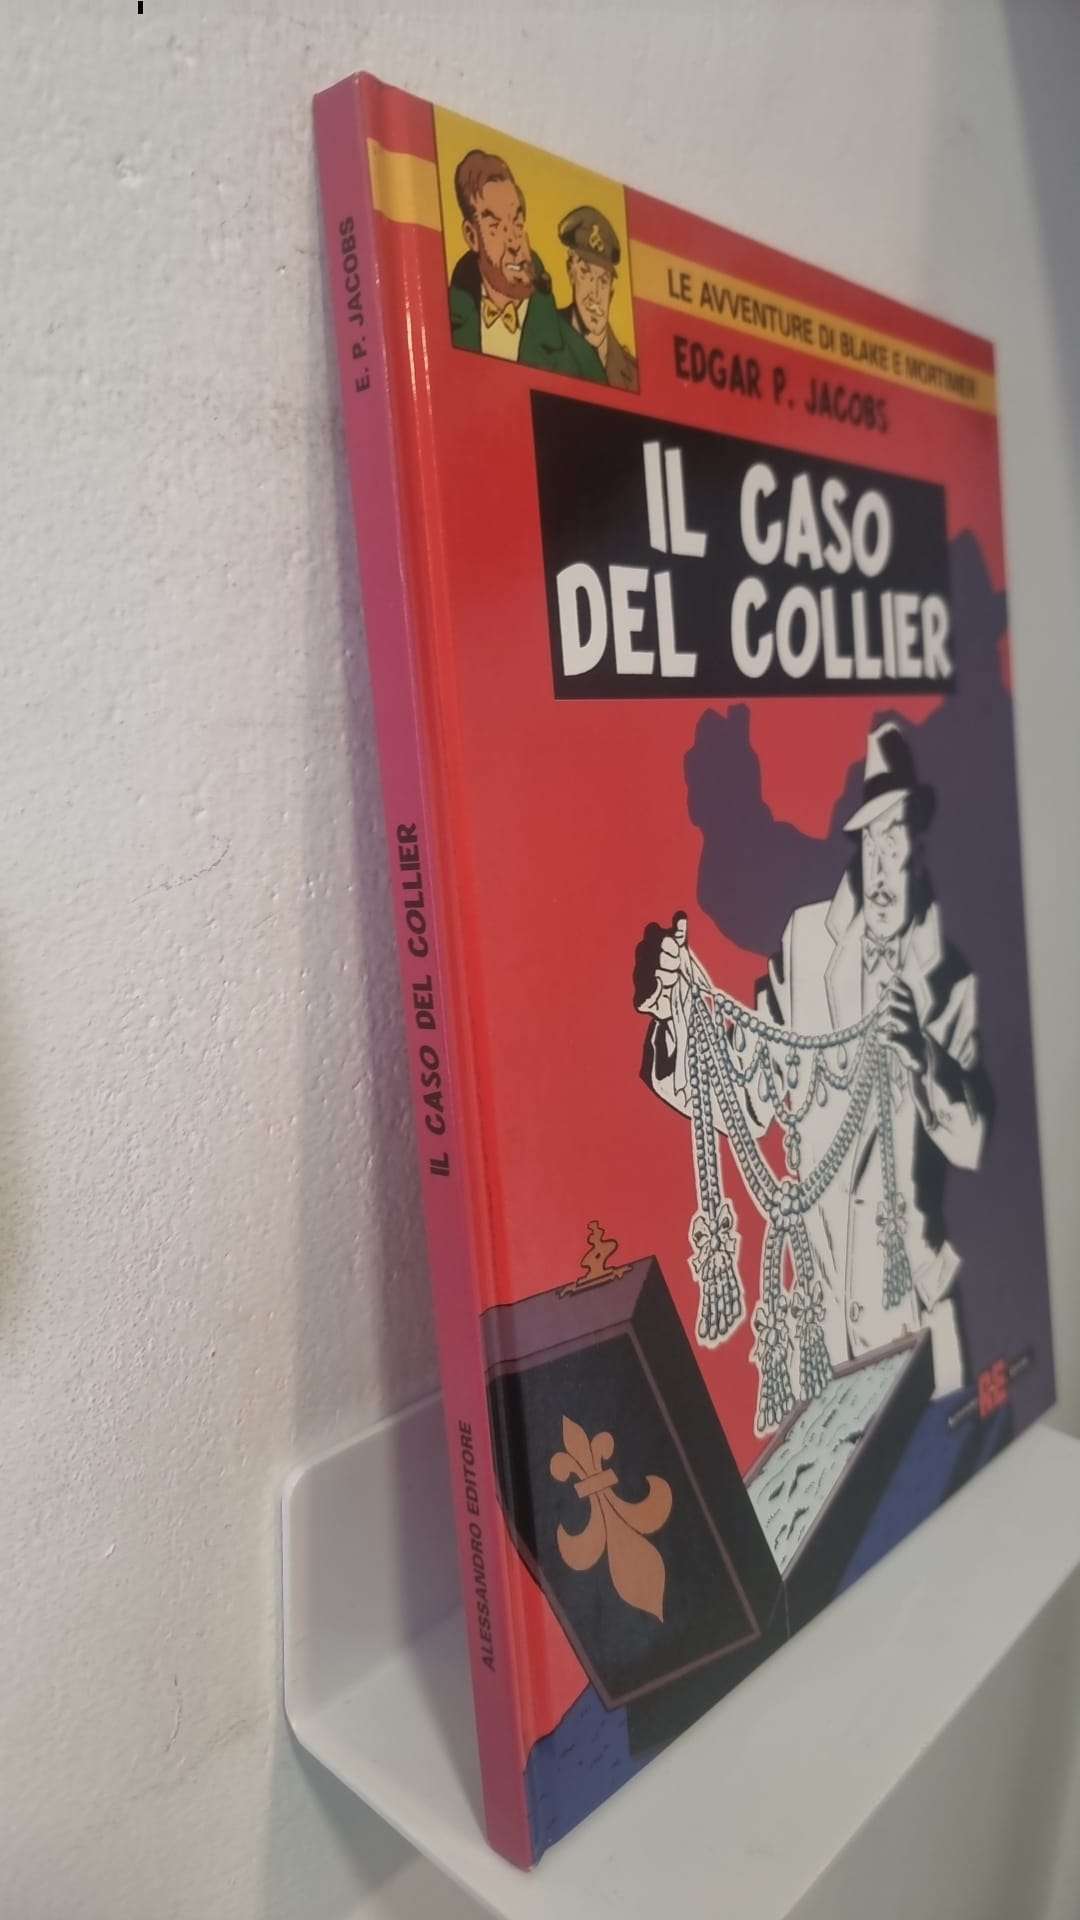 E. P. JACOBS
IL CASO DEL COLLIER
ALESSANDRO EDITORE
LE AVVENTURE DI BLAKE E MORTIMER
EDGAR P. JACOBS
IL CASO
DEL COLLIER